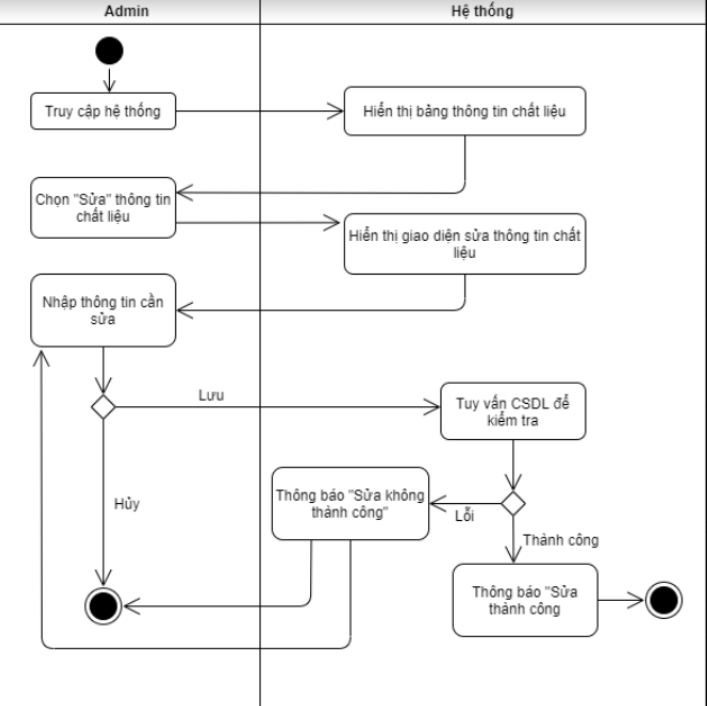 Admin
Hệ thống
Truy cập hệ thống
Hiển thị bảng thông tin chất liệu
Chọn "Sửa" thông tin
chất liệu
Hiển thị giao diện sửa thông tin chất
liệu
Nhập thông tin cần
sửa
Lưu
Tuy vấn CSDL để
kiểm tra
Hủy
Thông báo "Sửa không
thành công"
Lỗi
Thành công
Thông báo "Sửa
thành công